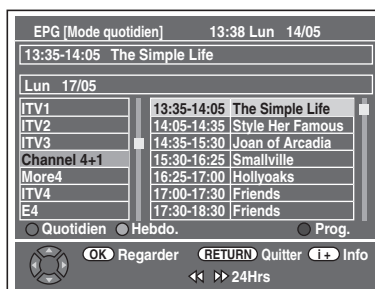 EPG [Mode quotidien] 13:38 Lun 14/05
13:35-14:05 The Simple Life
Lun 17/05
ITV1 13:35-14:05 The Simple Life
ITV2 14:05-14:35 Style Her Famous
ITV3 14:35-15:30 Joan of Arcadia
Channel 4+1 15:30-16:25 Smallville
More4 16:25-17:00 Hollyoaks
ITV4 17:00-17:30 Friends
E4 17:30-18:30 Friends
Quotidien Hebdo. Prog.
OK Regarder RETURN Quitter i+ Info
24Hrs